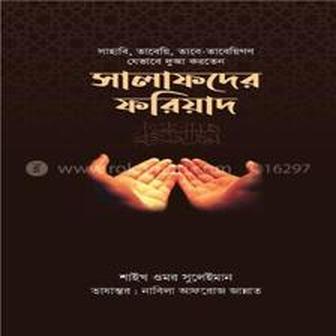 সাহাবি, তাবেয়ি, তাবে-তাবেয়িগণ
যেভাবে দুআ করতেন
সালাফদের
ফরিয়াদ
শাইখ ওমর সুলেইমান
ভাষান্তর : নাবিলা আফরোজ জান্নাত